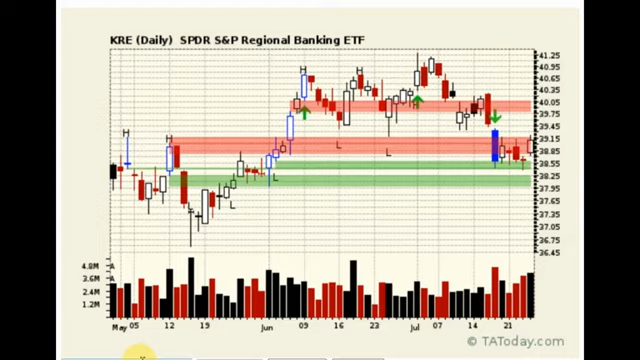 KRE (Daily) SPDR S&P Regional Banking ETF
41.25
40.95
40.65
40.35
40.05
39.75
39.45
39.15
38.85
38.55
38.25
37.95
37.65
37.35
37.05
36.75
36.45
H
H
H
H
H
L
L
L
L
L
4.8M A
3.6M A
2.4M
1.2M
May 05 12 19 Jun 09 16 23 Jul 07 14 21
© TAToday.com